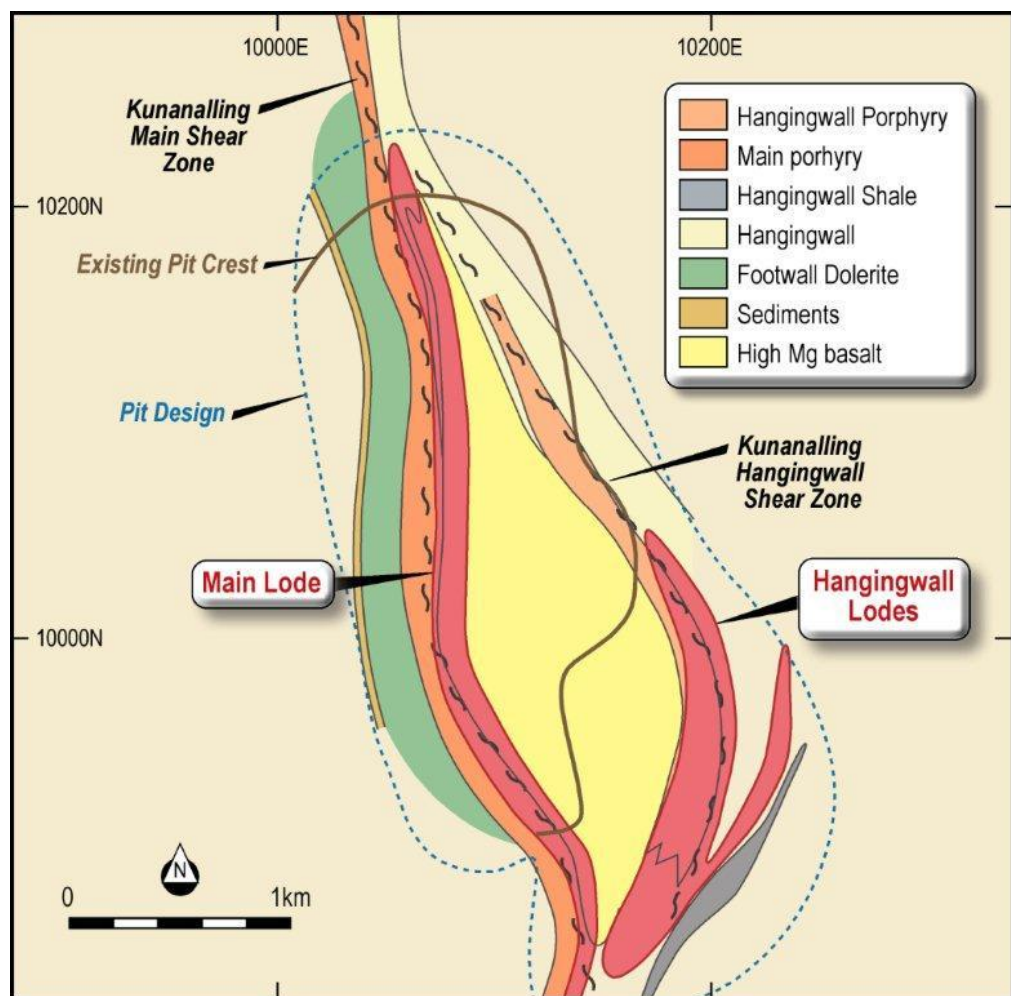 10000E
10200E
Kunanalling
Main Shear
Zone
10200N
Existing Pit Crest
Pit Design
Hangingwall Porphyry
Main porhyry
Hangingwall Shale
Hangingwall
Footwall Dolerite
Sediments
High Mg basalt
Kunanalling
Hangingwall
Shear Zone
Main Lode
Hangingwall
Lodes
10000N
N
0
1km